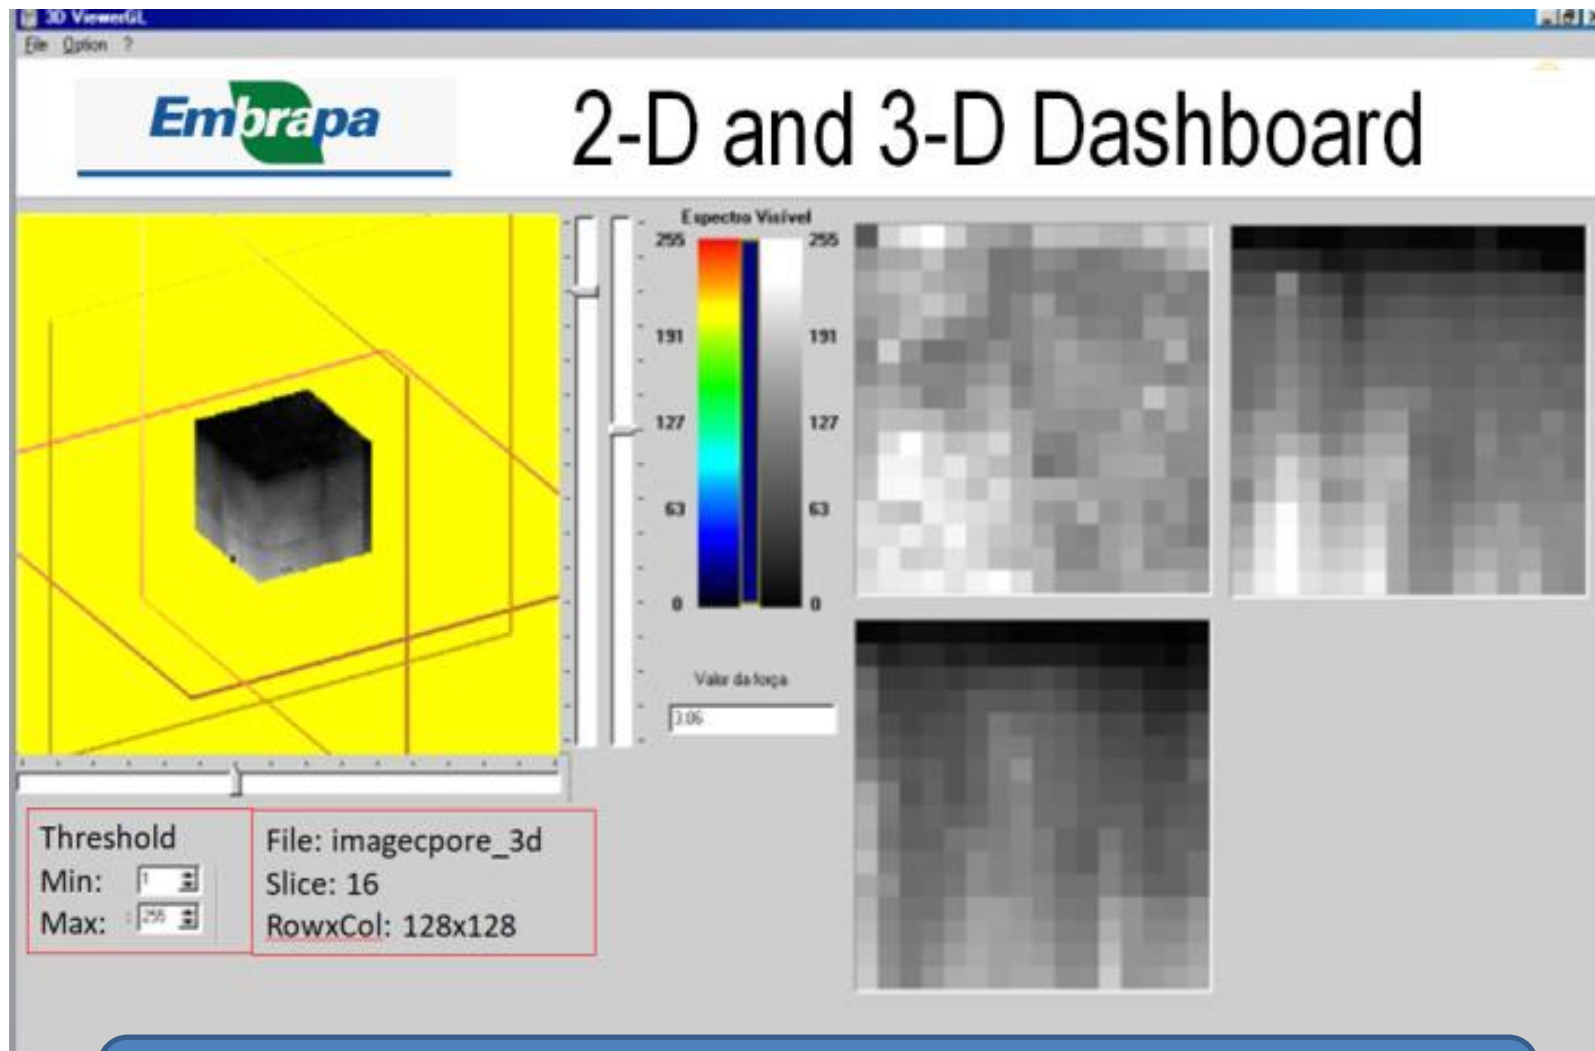 3D ViewerGL
File Option ?
Embrapa
2-D and 3-D Dashboard
Espectro Visível
255 255
191 191
127 127
63 63
0 0
Valor da força
3.06
Threshold
Min: 1
Max: 255
File: imagecpore_3d
Slice: 16
RowxCol: 128x128